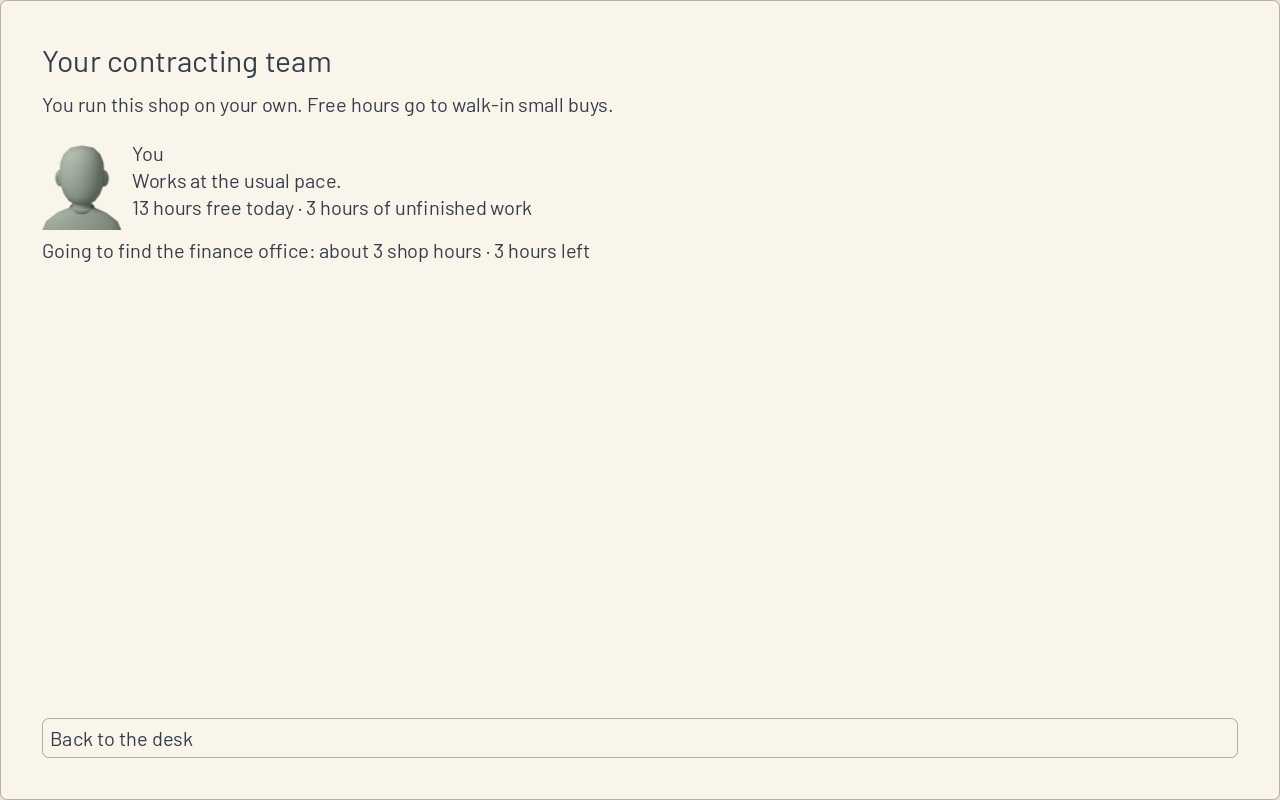 Your contracting team
You run this shop on your own. Free hours go to walk-in small buys.
You
Works at the usual pace.
13 hours free today · 3 hours of unfinished work
Going to find the finance office: about 3 shop hours · 3 hours left
Back to the desk